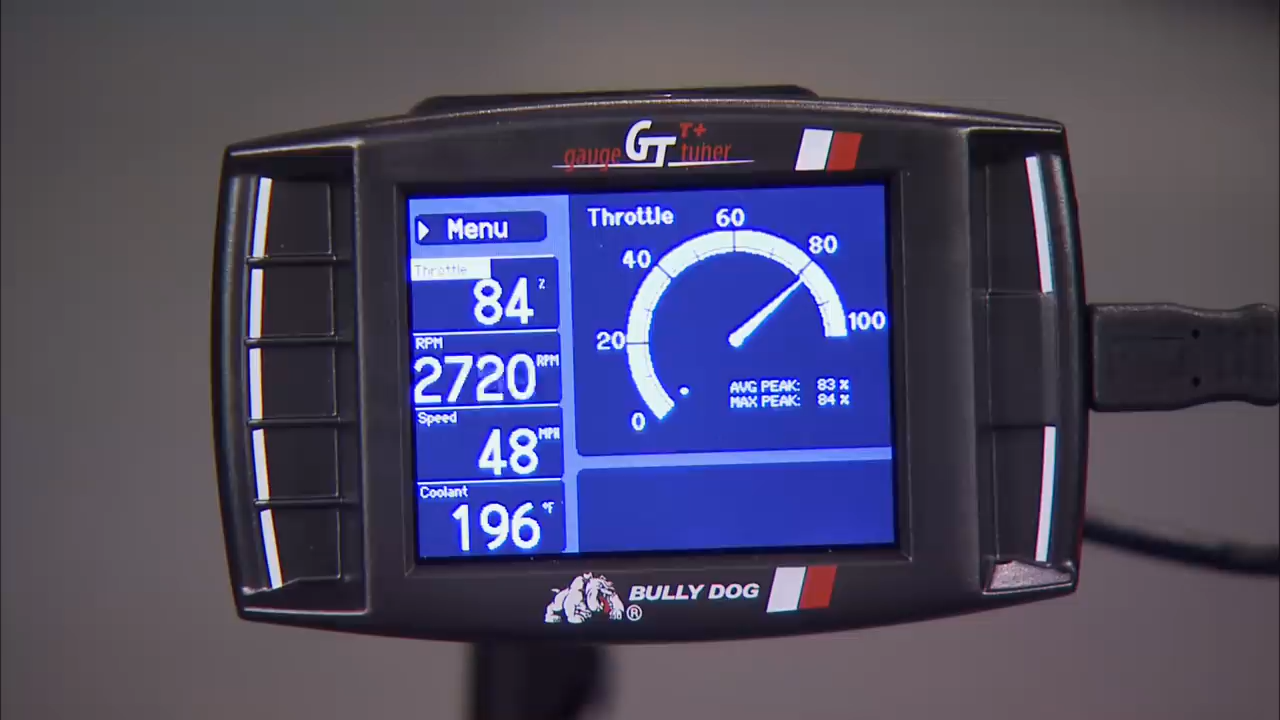 gauge GT T+ tuner
Menu
Throttle
84 %
RPM
2720 RPM
Speed
48 MPH
Coolant
196 °F
Throttle
0
20
40
60
80
100
AVG PEAK: 83 %
MAX PEAK: 84 %
BULLY DOG ®